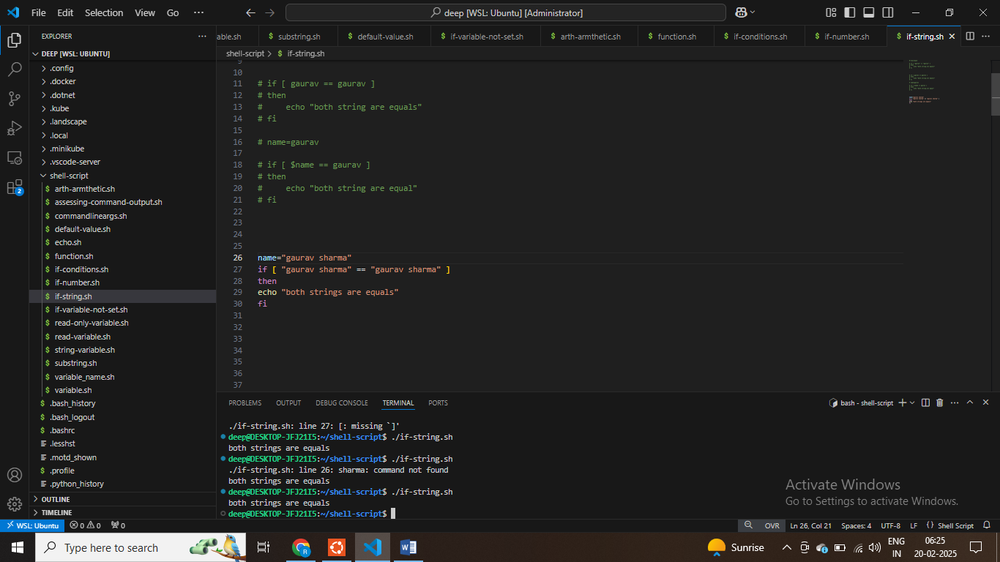 File Edit Selection View Go ···
deep [WSL: Ubuntu] [Administrator]
EXPLORER ···
DEEP [WSL: UBUNTU]
.config
.docker
.dotnet
.kube
.landscape
.local
.minikube
.vscode-server
shell-script
$ arth-armthetic.sh
$ assessing-command-output.sh
$ commandlineargs.sh
$ default-value.sh
$ echo.sh
$ function.sh
$ if-conditions.sh
$ if-number.sh
$ if-string.sh
$ if-variable-not-set.sh
$ read-only-variable.sh
$ read-variable.sh
$ string-variable.sh
$ substring.sh
$ variable_name.sh
$ variable.sh
$ .bash_history
$ .bash_logout
$ .bashrc
.lesshst
.motd_shown
$ .profile
.python_history
OUTLINE
TIMELINE
2
able.sh $ substring.sh $ default-value.sh $ if-variable-not-set.sh $ arth-armthetic.sh $ function.sh $ if-conditions.sh $ if-number.sh $ if-string.sh ···
shell-script > $ if-string.sh
9
10
11 # if [ gaurav == gaurav ]
12 # then
13 #     echo "both string are equals"
14 # fi
15
16 # name=gaurav
17
18 # if [ $name == gaurav ]
19 # then
20 #     echo "both string are equal"
21 # fi
22
23
24
25
26 name="gaurav sharma"
27 if [ "gaurav sharma" == "gaurav sharma" ]
28 then
29 echo "both strings are equals"
30 fi
31
32
33
34
35
36
37
PROBLEMS OUTPUT DEBUG CONSOLE TERMINAL PORTS
bash - shell-script ···
./if-string.sh: line 27: [: missing `]'
deep@DESKTOP-JFJ21I5:~/shell-script$ ./if-string.sh
both strings are equals
deep@DESKTOP-JFJ21I5:~/shell-script$ ./if-string.sh
./if-string.sh: line 26: sharma: command not found
both strings are equals
deep@DESKTOP-JFJ21I5:~/shell-script$ ./if-string.sh
both strings are equals
deep@DESKTOP-JFJ21I5:~/shell-script$
Activate Windows
Go to Settings to activate Windows.
WSL: Ubuntu 0 0 0 OVR Ln 26, Col 21 Spaces: 4 UTF-8 LF Shell Script
Type here to search
Sunrise
ENG
IN
06:25
20-02-2025